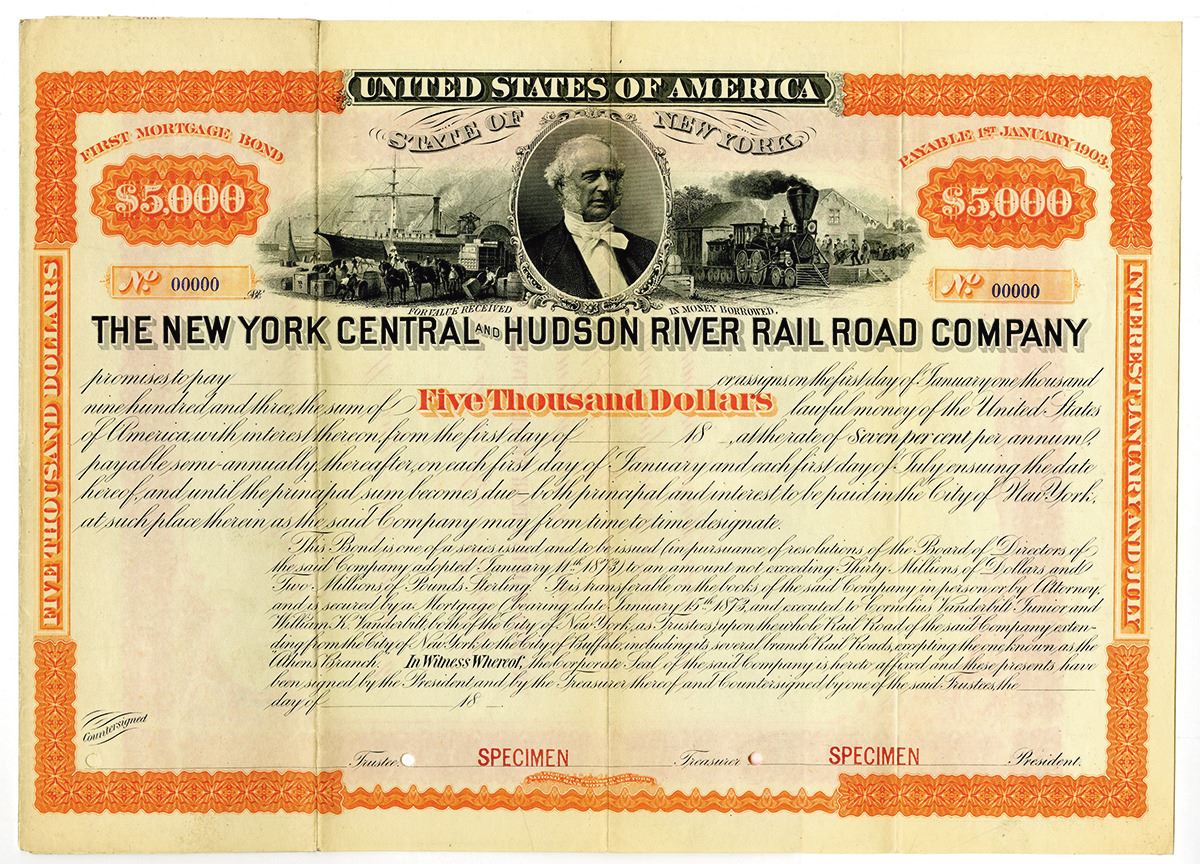 UNITED STATES OF AMERICA
STATE OF NEW YORK
FIRST MORTGAGE BOND
PAYABLE 1ST JANUARY 1903.
$5,000
$5,000
No 00000
No 00000
FOR VALUE RECEIVED IN MONEY BORROWED.
THE NEW YORK CENTRAL AND HUDSON RIVER RAIL ROAD COMPANY
FIVE THOUSAND DOLLARS
INTEREST JANUARY AND JULY
promises to pay or assigns on the first day of January one thousand
nine hundred and three, the sum of Five Thousand Dollars lawful money of the United States
of America, with interest thereon, from the first day of 18 , at the rate of Seven per cent per annum,
payable, semi-annually, thereafter, on each first day of January and each first day of July ensuing the date
hereof, and until the principal sum becomes due – both principal and interest to be paid in the City of New York,
at such place therein, as the said Company may from time to time designate.
This Bond is one of a series issued and to be issued (in pursuance of resolutions of the Board of Directors of
the said Company adopted January 11th 1873) to an amount not exceeding Thirty Millions of Dollars and
Two Millions of Pounds Sterling. It is transferable on the books of the said Company in person or by Attorney,
and is secured by a Mortgage (bearing date January 15th 1873, and executed to Cornelius Vanderbilt Junior and
William K. Vanderbilt, both of the City of New York, as Trustees) upon the whole Rail Road of the said Company exten-
ding from the City of New York, to the City of Buffalo, including its several branch Rail Roads, excepting the one known as the
Athens Branch. In Witness Whereof, the Corporate Seal of the said Company is hereto affixed and these presents have
been signed by the President, and by the Treasurer thereof and Countersigned by one of the said Trustees, the
day of 18
Countersigned
Trustee. SPECIMEN Treasurer SPECIMEN President.